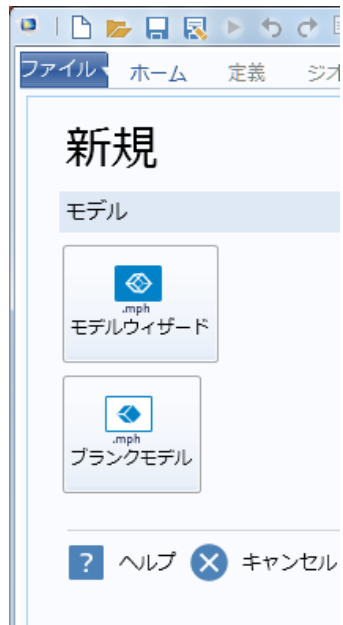 ファイル ホーム 定義 ジオ
新規
モデル
.mph
モデルウィザード
.mph
ブランクモデル
? ヘルプ キャンセル